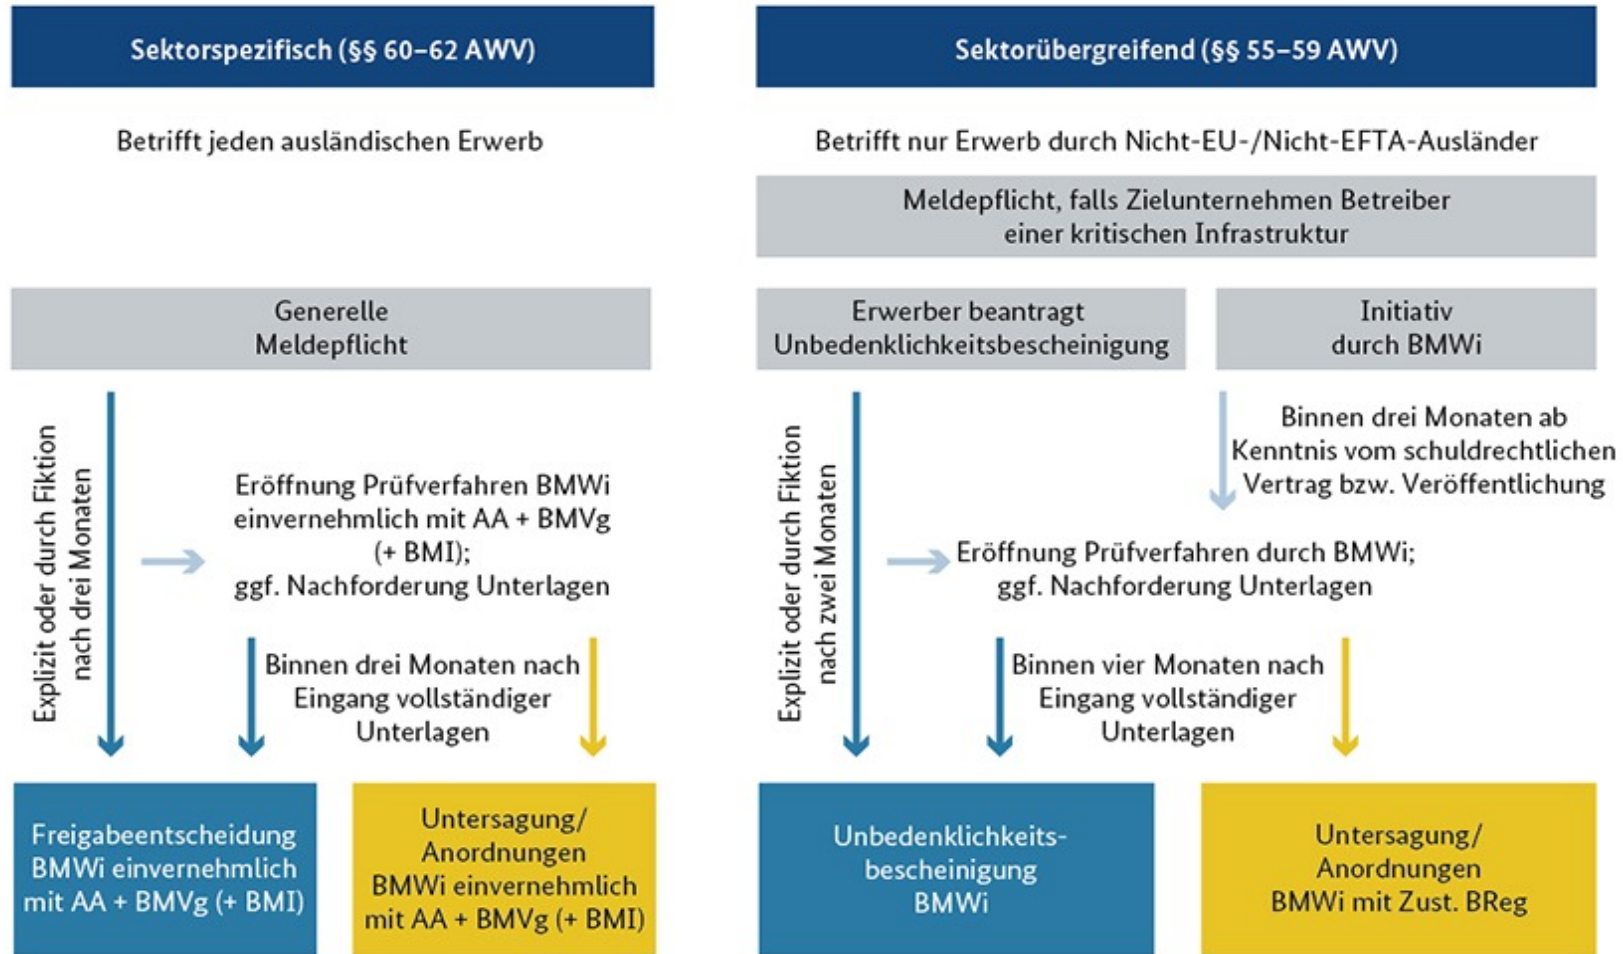 Sektorspezifisch (§§ 60–62 AWV)
Betrifft jeden ausländischen Erwerb
Generelle
Meldepflicht
Explizit oder durch Fiktion
nach drei Monaten
Eröffnung Prüfverfahren BMWi
einvernehmlich mit AA + BMVg
(+ BMI);
ggf. Nachforderung Unterlagen
Binnen drei Monaten nach
Eingang vollständiger
Unterlagen
Freigabeentscheidung
BMWi einvernehmlich
mit AA + BMVg (+ BMI)
Untersagung/
Anordnungen
BMWi einvernehmlich
mit AA + BMVg (+ BMI)
Sektorübergreifend (§§ 55–59 AWV)
Betrifft nur Erwerb durch Nicht-EU-/Nicht-EFTA-Ausländer
Meldepflicht, falls Zielunternehmen Betreiber
einer kritischen Infrastruktur
Erwerber beantragt
Unbedenklichkeitsbescheinigung
Initiativ
durch BMWi
Explizit oder durch Fiktion
nach zwei Monaten
Binnen drei Monaten ab
Kenntnis vom schuldrechtlichen
Vertrag bzw. Veröffentlichung
Eröffnung Prüfverfahren durch BMWi;
ggf. Nachforderung Unterlagen
Binnen vier Monaten nach
Eingang vollständiger
Unterlagen
Unbedenklichkeits-
bescheinigung
BMWi
Untersagung/
Anordnungen
BMWi mit Zust. BReg